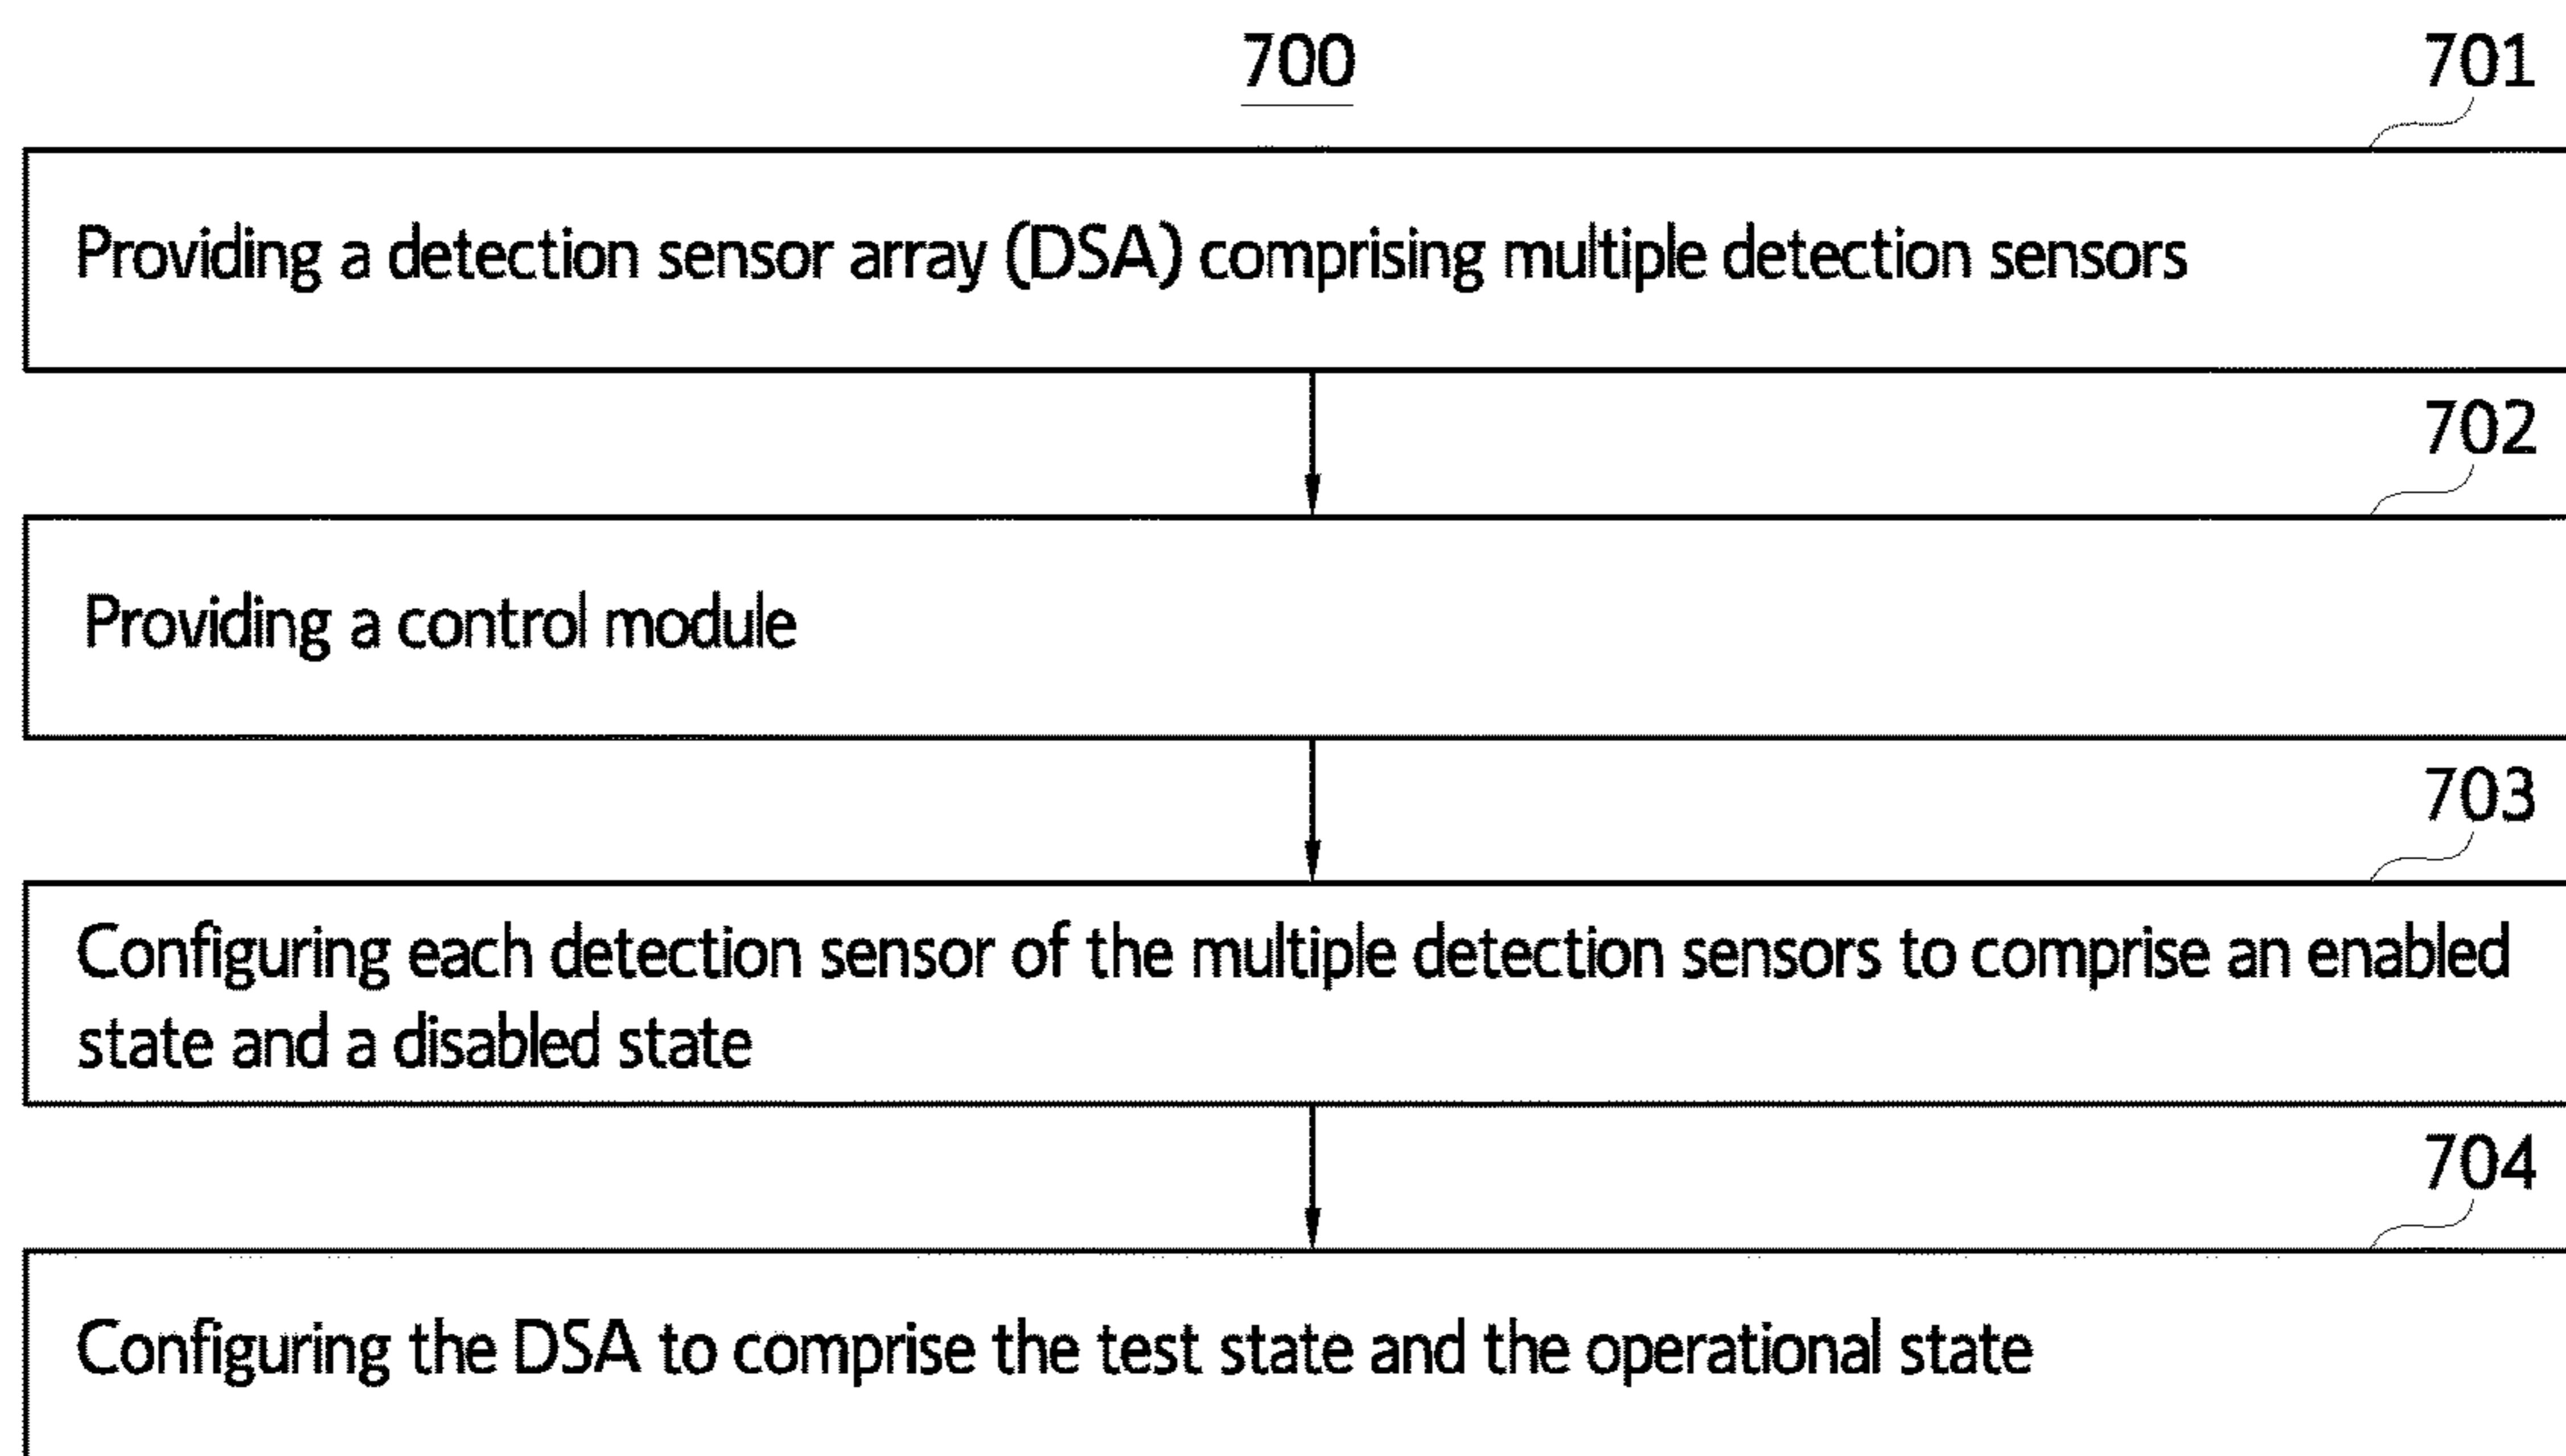 700
701
Providing a detection sensor array (DSA) comprising multiple detection sensors
702
Providing a control module
703
Configuring each detection sensor of the multiple detection sensors to comprise an enabled
state and a disabled state
704
Configuring the DSA to comprise the test state and the operational state